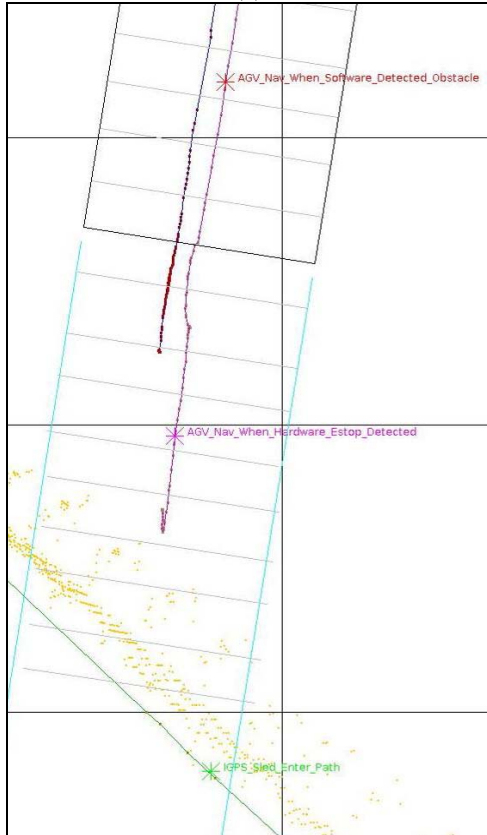 AGV_Nav_When_Software_Detected_Obstacle
AGV_Nav_When_Hardware_Estop_Detected
IGPS_Sled_Enter_Path